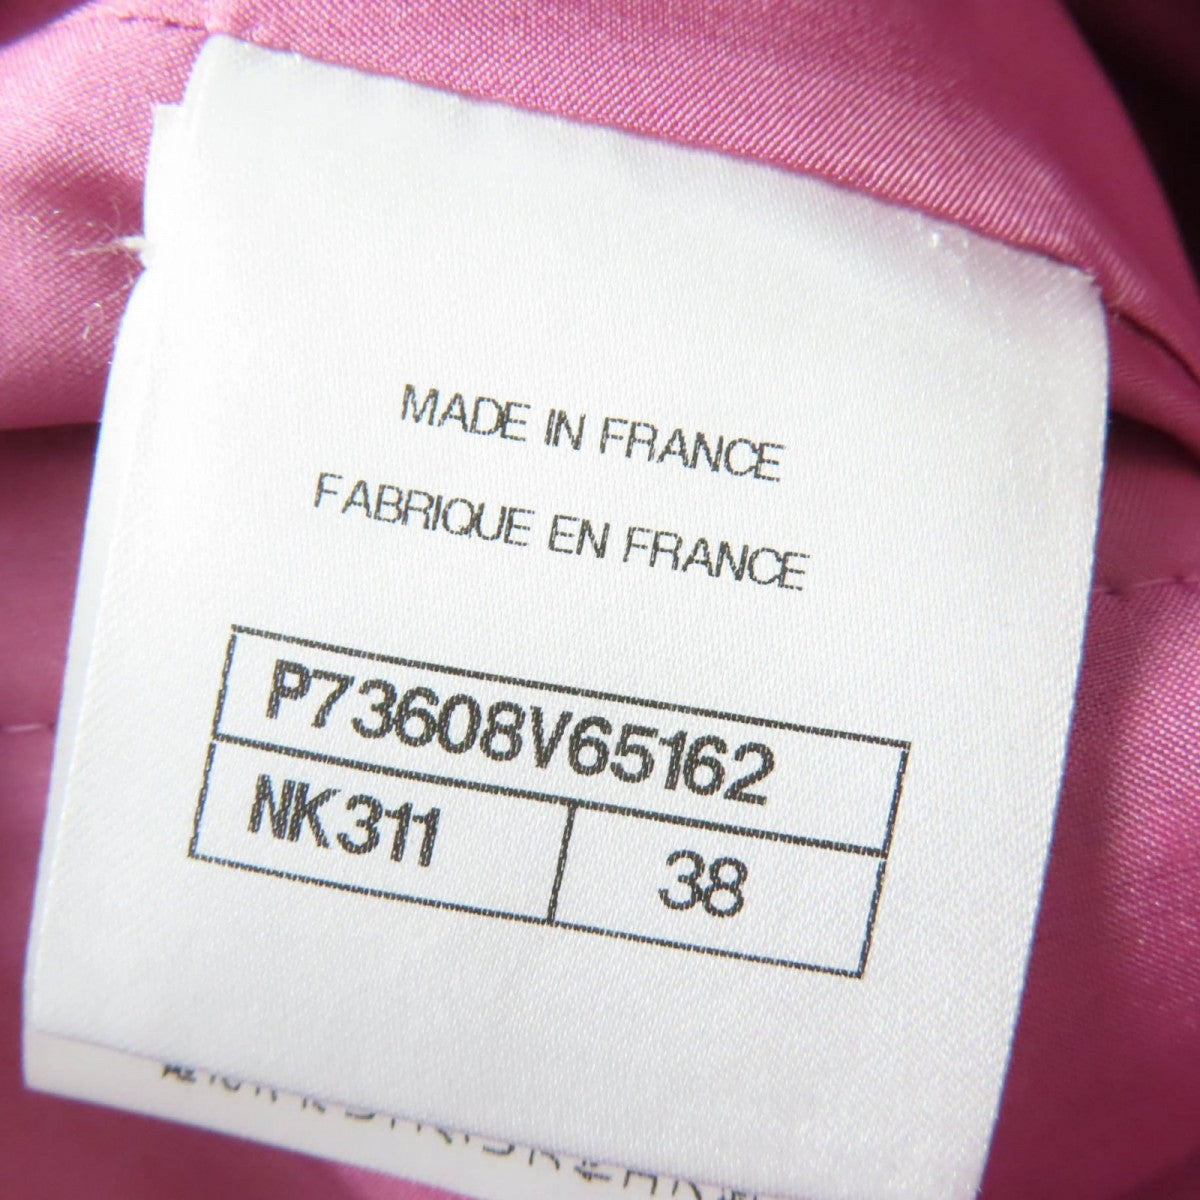 MADE IN FRANCE
FABRIQUE EN FRANCE
P73608V65162
NK311 38